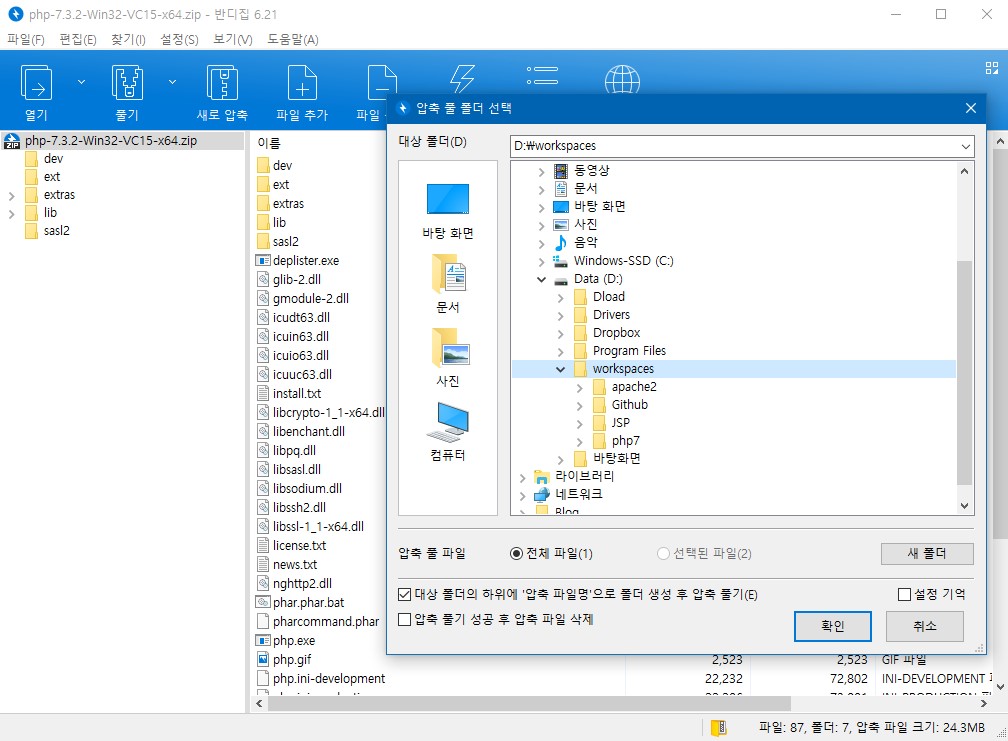 php-7.3.2-Win32-VC15-x64.zip - 반디집 6.21
파일(F) 편집(E) 찾기(I) 설정(S) 보기(V) 도움말(A)
열기 풀기 새로 압축 파일 추가 파일
php-7.3.2-Win32-VC15-x64.zip
dev
ext
extras
lib
sasl2
이름
dev
ext
extras
lib
sasl2
deplister.exe
glib-2.dll
gmodule-2.dll
icudt63.dll
icuin63.dll
icuio63.dll
icuuc63.dll
install.txt
libcrypto-1_1-x64.dll
libenchant.dll
libpq.dll
libsasl.dll
libsodium.dll
libssh2.dll
libssl-1_1-x64.dll
license.txt
news.txt
nghttp2.dll
phar.phar.bat
pharcommand.phar
php.exe
php.gif 2,523 2,523 GIF 파일
php.ini-development 22,232 72,802 INI-DEVELOPMENT
압축 풀 폴더 선택
대상 폴더(D) D:₩workspaces
바탕 화면
문서
사진
컴퓨터
동영상
문서
바탕 화면
사진
음악
Windows-SSD (C:)
Data (D:)
Dload
Drivers
Dropbox
Program Files
workspaces
apache2
Github
JSP
php7
바탕화면
라이브러리
네트워크
Blog
압축 풀 파일 전체 파일(1) 선택된 파일(2) 새 폴더
대상 폴더의 하위에 '압축 파일명'으로 폴더 생성 후 압축 풀기(E) 설정 기억
압축 풀기 성공 후 압축 파일 삭제
확인 취소
파일: 87, 폴더: 7, 압축 파일 크기: 24.3MB